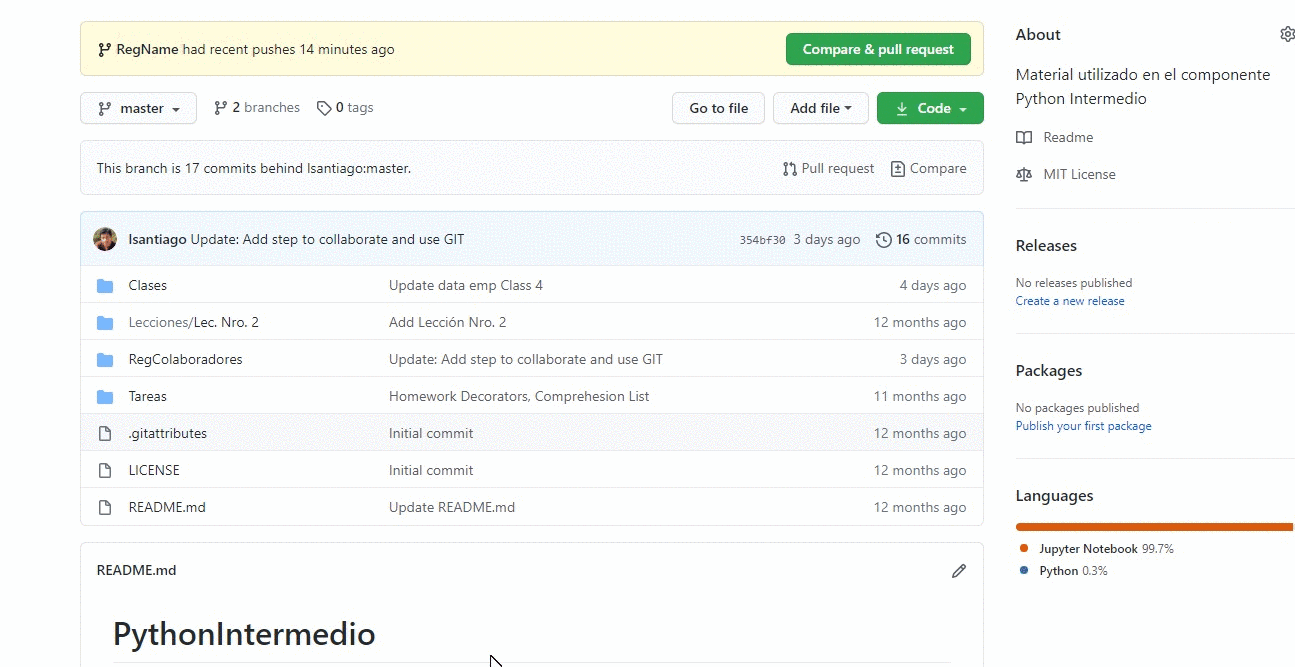 RegName had recent pushes 14 minutes ago
Compare & pull request
master
2 branches
0 tags
Go to file
Add file
Code
This branch is 17 commits behind lsantiago:master.
Pull request
Compare
lsantiago Update: Add step to collaborate and use GIT
354bf30 3 days ago
16 commits
Clases Update data emp Class 4 4 days ago
Lecciones/Lec. Nro. 2 Add Lección Nro. 2 12 months ago
RegColaboradores Update: Add step to collaborate and use GIT 3 days ago
Tareas Homework Decorators, Comprehesion List 11 months ago
.gitattributes Initial commit 12 months ago
LICENSE Initial commit 12 months ago
README.md Update README.md 12 months ago
README.md
PythonIntermedio
About
Material utilizado en el componente
Python Intermedio
Readme
MIT License
Releases
No releases published
Create a new release
Packages
No packages published
Publish your first package
Languages
Jupyter Notebook 99.7%
Python 0.3%